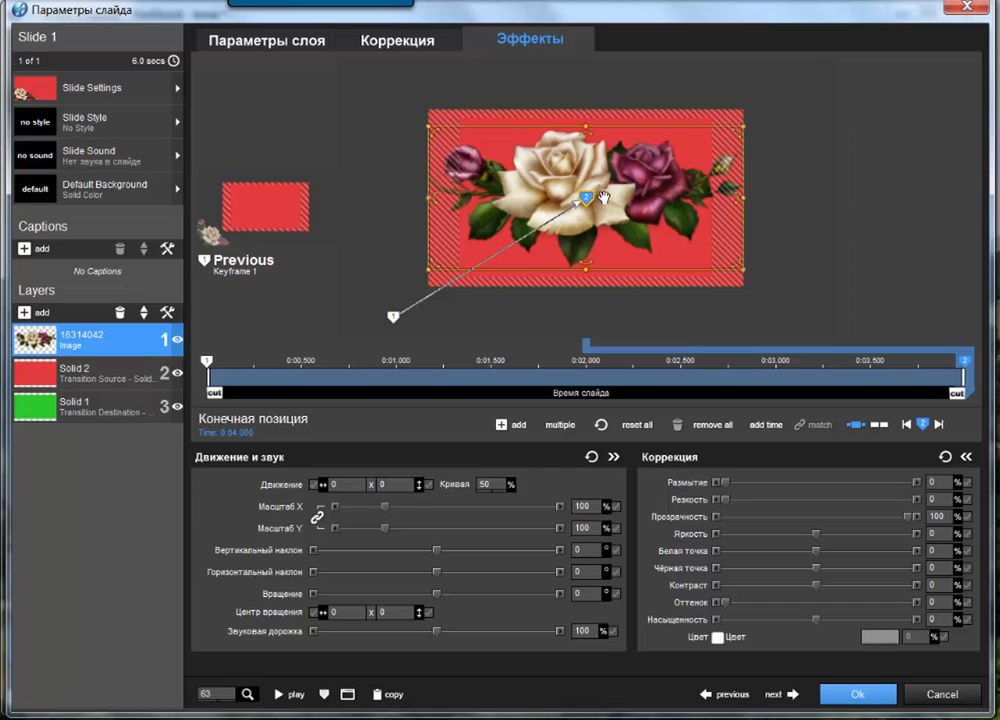 Параметры слайда
Slide 1
1 of 1
6.0 secs
Slide Settings
no style
Slide Style
No Style
no sound
Slide Sound
Нет звука в слайде
default
Default Background
Solid Color
Captions
add
No Captions
Layers
add
16314042
Image
1
Solid 2
Transition Source - Solid...
2
Solid 1
Transition Destination - ...
3
Параметры слоя
Коррекция
Эффекты
2
1 Previous
Keyframe 1
1
1
0:00.500
0:01.000
0:01.500
0:02.000
0:02.500
0:03.000
0:03.500
2
cut
Время слайда
cut
Конечная позиция
Time: 0:04.000
add
multiple
reset all
remove all
add time
match
2
Движение и звук
Движение
0
x
0
Кривая
50
%
Масштаб X
100
%
Масштаб Y
100
%
Вертикальный наклон
0
°
Горизонтальный наклон
0
°
Вращение
0
°
Центр вращения
0
x
0
Звуковая дорожка
100
%
Коррекция
Размытие
0
%
Резкость
0
%
Прозрачность
100
%
Яркость
0
%
Белая точка
0
%
Чёрная точка
0
%
Контраст
0
%
Оттенок
0
%
Насыщенность
0
%
Цвет
Цвет
0
%
63
play
copy
previous
next
Ok
Cancel